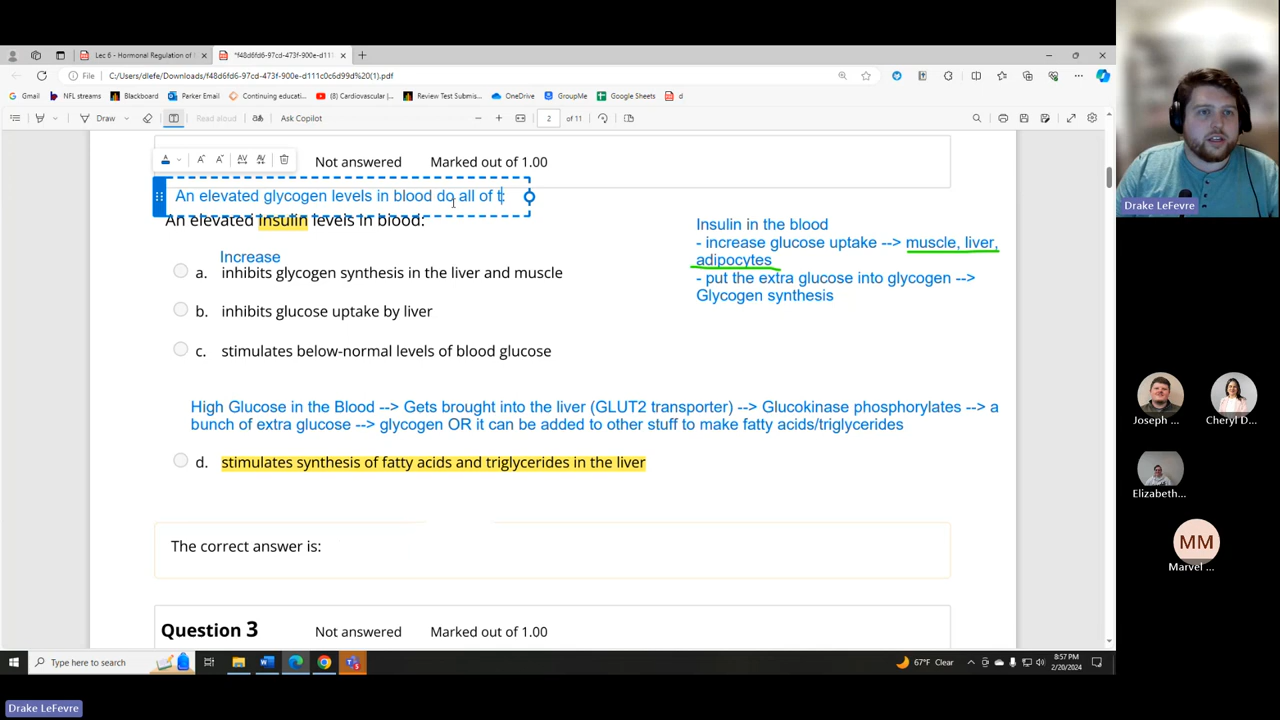 Lec 6 - Hormonal Regulation of
*f48d6fd6-97cd-473f-900e-d111
File
C:/Users/dlefe/Downloads/f48d6fd6-97cd-473f-900e-d111c0c6d99d%20(1).pdf
Gmail
NFL streams
Blackboard
Parker Email
Continuing educati...
(8) Cardiovascular |...
Review Test Submis...
OneDrive
GroupMe
Google Sheets
d
Draw
Read aloud
Ask Copilot
2
of 11
Not answered
Marked out of 1.00
An elevated glycogen levels in blood do all of t
An elevated insulin levels in blood:
Increase
a. inhibits glycogen synthesis in the liver and muscle
b. inhibits glucose uptake by liver
c. stimulates below-normal levels of blood glucose
Insulin in the blood
- increase glucose uptake --> muscle, liver,
adipocytes
- put the extra glucose into glycogen -->
Glycogen synthesis
High Glucose in the Blood --> Gets brought into the liver (GLUT2 transporter) --> Glucokinase phosphorylates --> a
bunch of extra glucose --> glycogen OR it can be added to other stuff to make fatty acids/triglycerides
d. stimulates synthesis of fatty acids and triglycerides in the liver
The correct answer is:
Question 3
Not answered
Marked out of 1.00
Type here to search
67°F Clear
8:57 PM
2/20/2024
Drake LeFevre
Joseph ...
Cheryl D...
Elizabeth...
MM
Marvel ...
Drake LeFevre